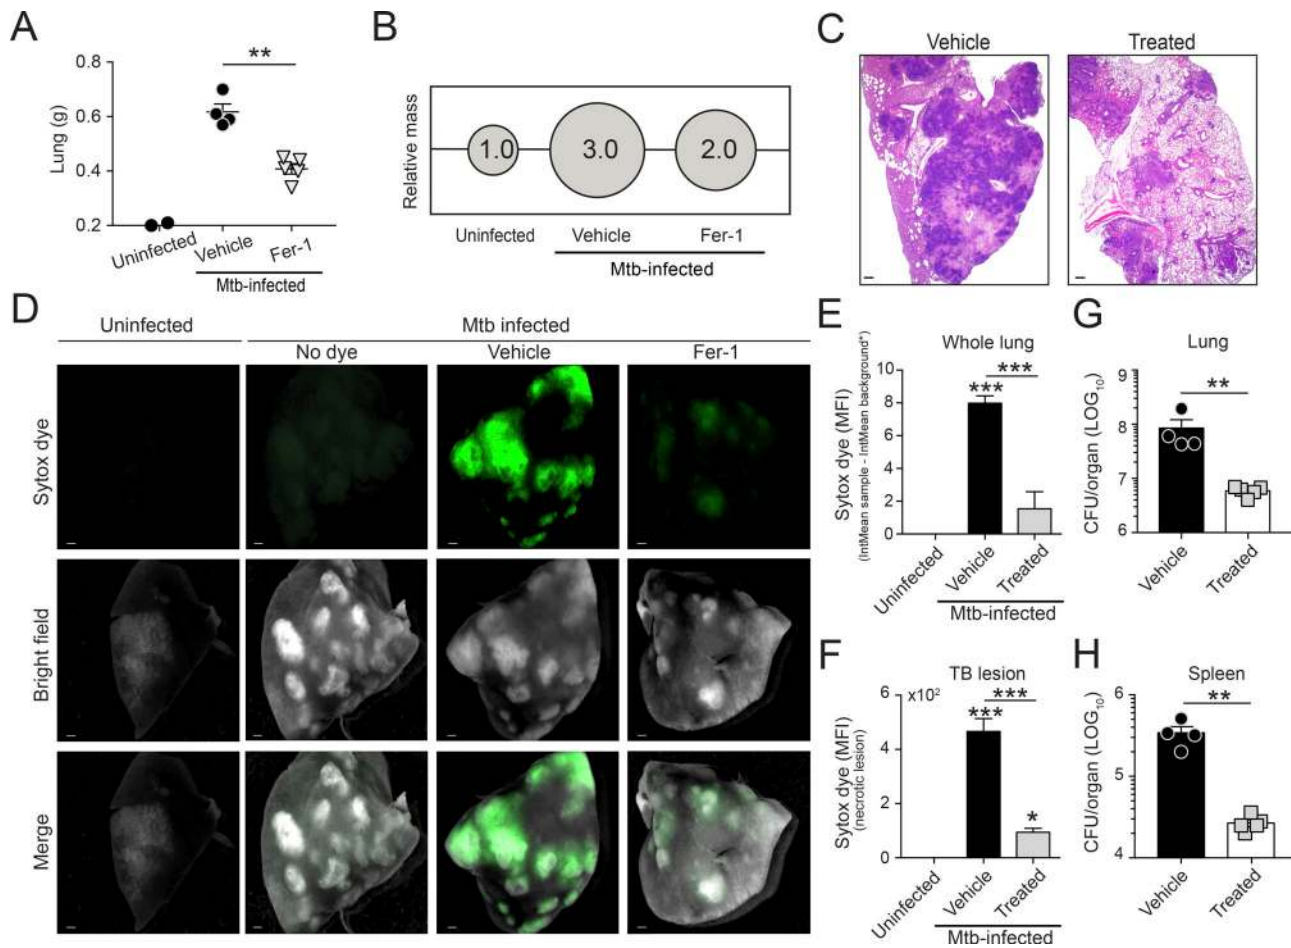 A
**
0.8
0.6
0.4
0.2
Lung (g)
Uninfected
Vehicle
Fer-1
Mtb-infected
B
Relative mass
1.0
3.0
2.0
Uninfected
Vehicle
Fer-1
Mtb-infected
C
Vehicle
Treated
D
Uninfected
Mtb infected
No dye
Vehicle
Fer-1
Sytox dye
Bright field
Merge
E
Whole lung
***
***
10
8
6
4
2
0
Sytox dye (MFI)
(IntMean sample - IntMean background*)
Uninfected
Vehicle
Treated
Mtb-infected
F
TB lesion
x10²
***
***
*
6
4
2
0
Sytox dye (MFI)
(necrotic lesion)
Uninfected
Vehicle
Treated
Mtb-infected
G
Lung
**
9
8
7
6
CFU/organ (LOG₁₀)
Vehicle
Treated
H
Spleen
**
6
5
4
CFU/organ (LOG₁₀)
Vehicle
Treated